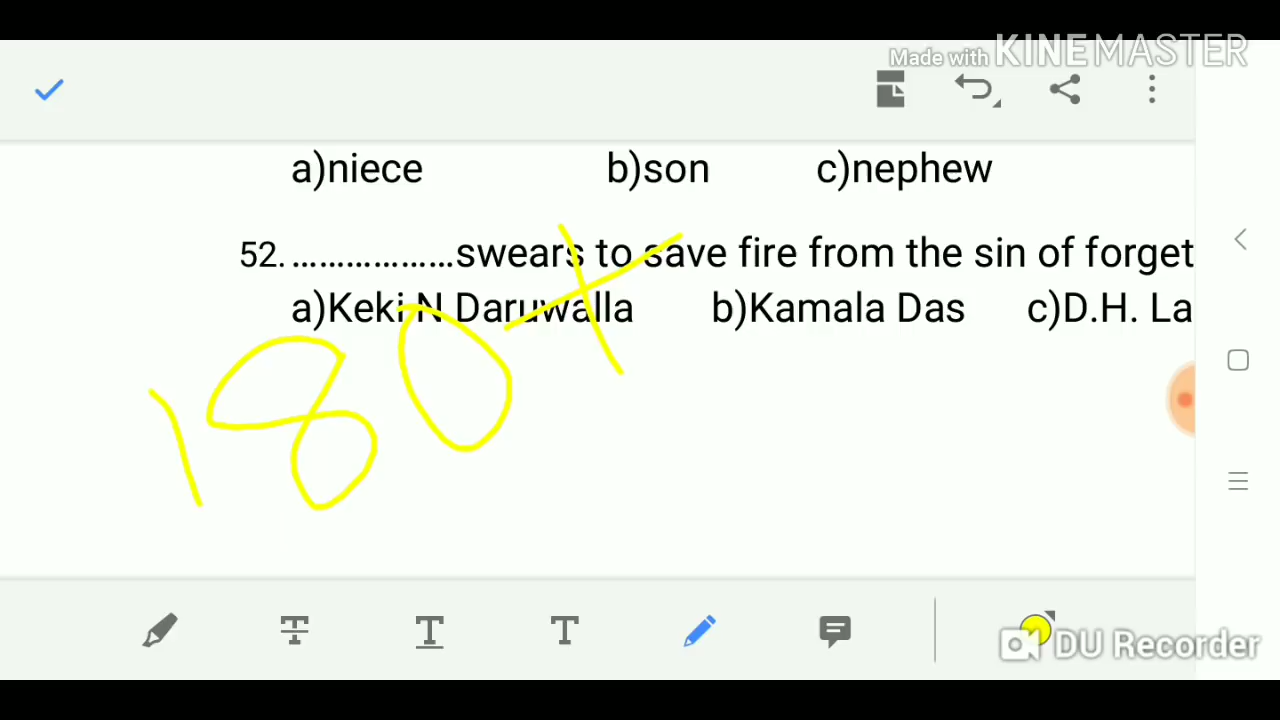 Made with KINEMASTER
a)niece b)son c)nephew
52. ..................swears to save fire from the sin of forget
a)Keki N Daruwalla b)Kamala Das c)D.H. La
180+
T T T
DU Recorder